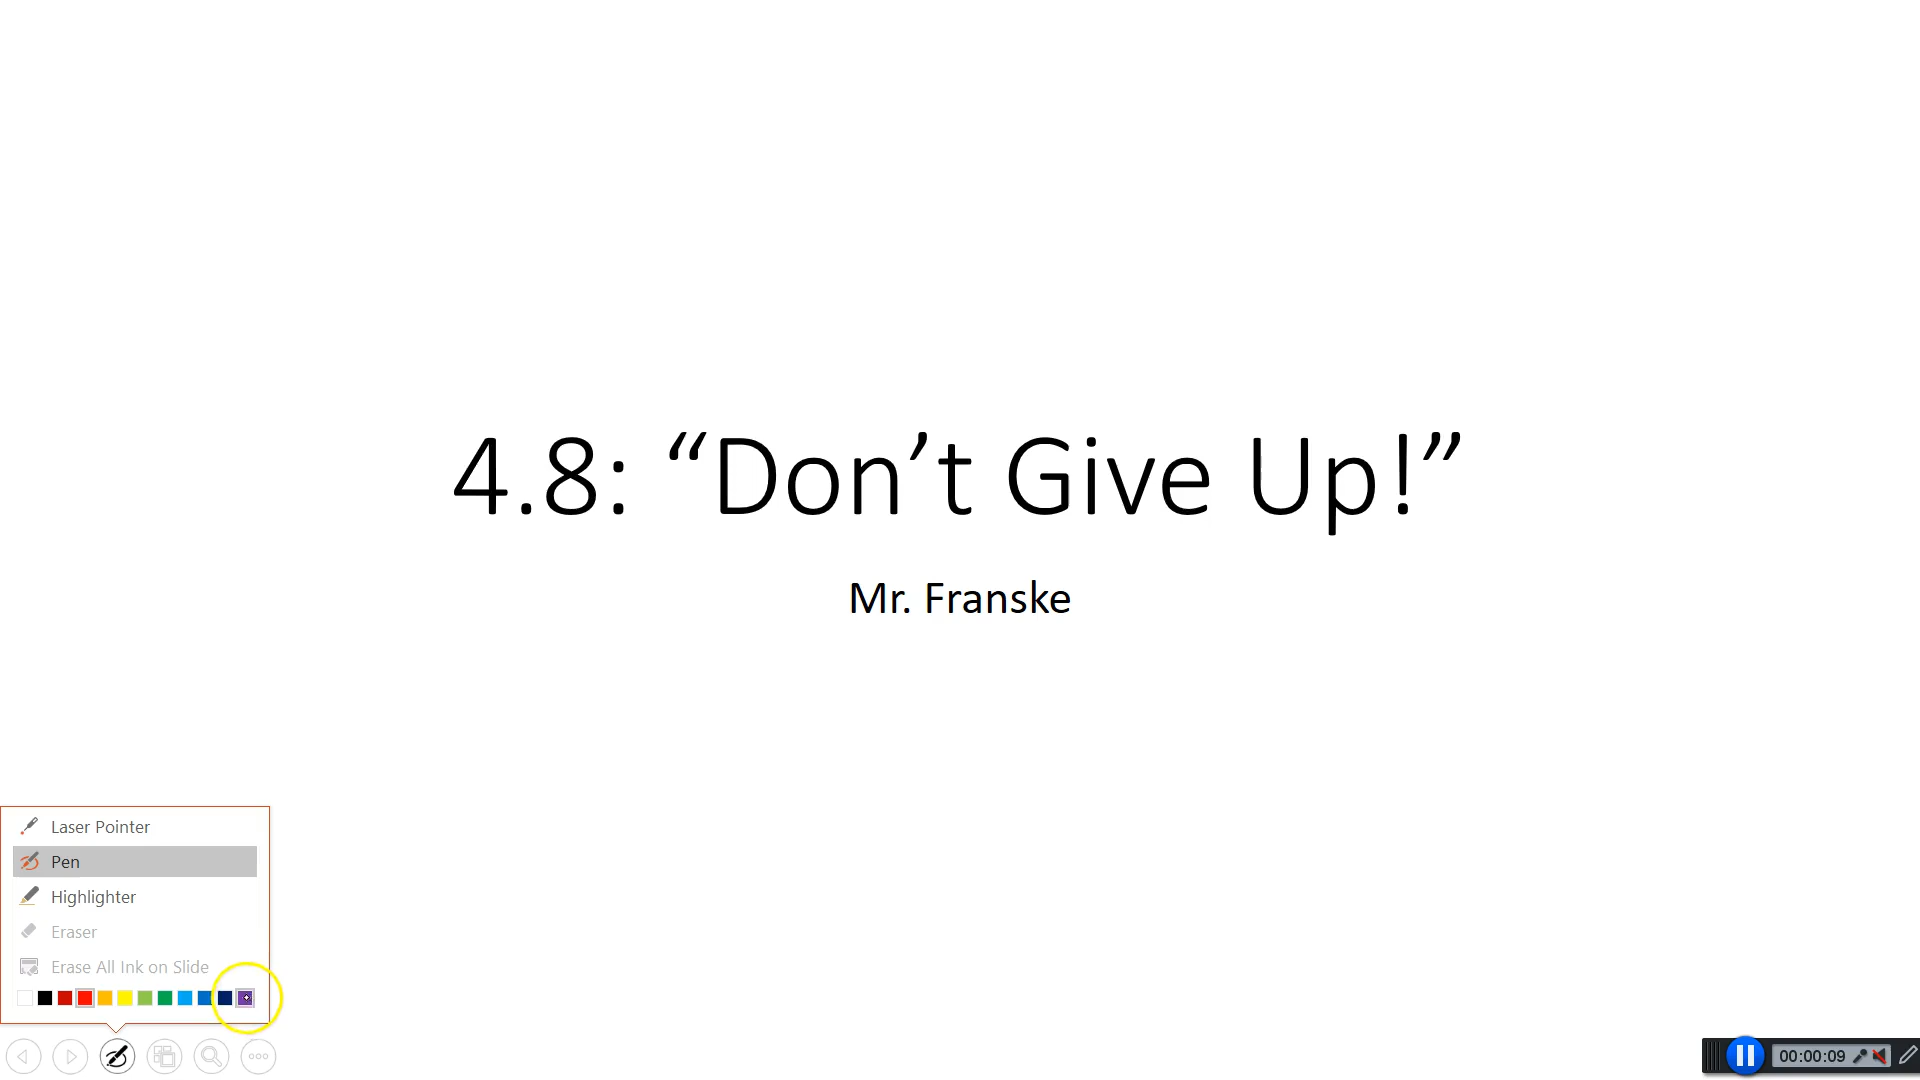 4.8: “Don’t Give Up!”
Mr. Franske
Laser Pointer
Pen
Highlighter
Eraser
Erase All Ink on Slide
00:00:09